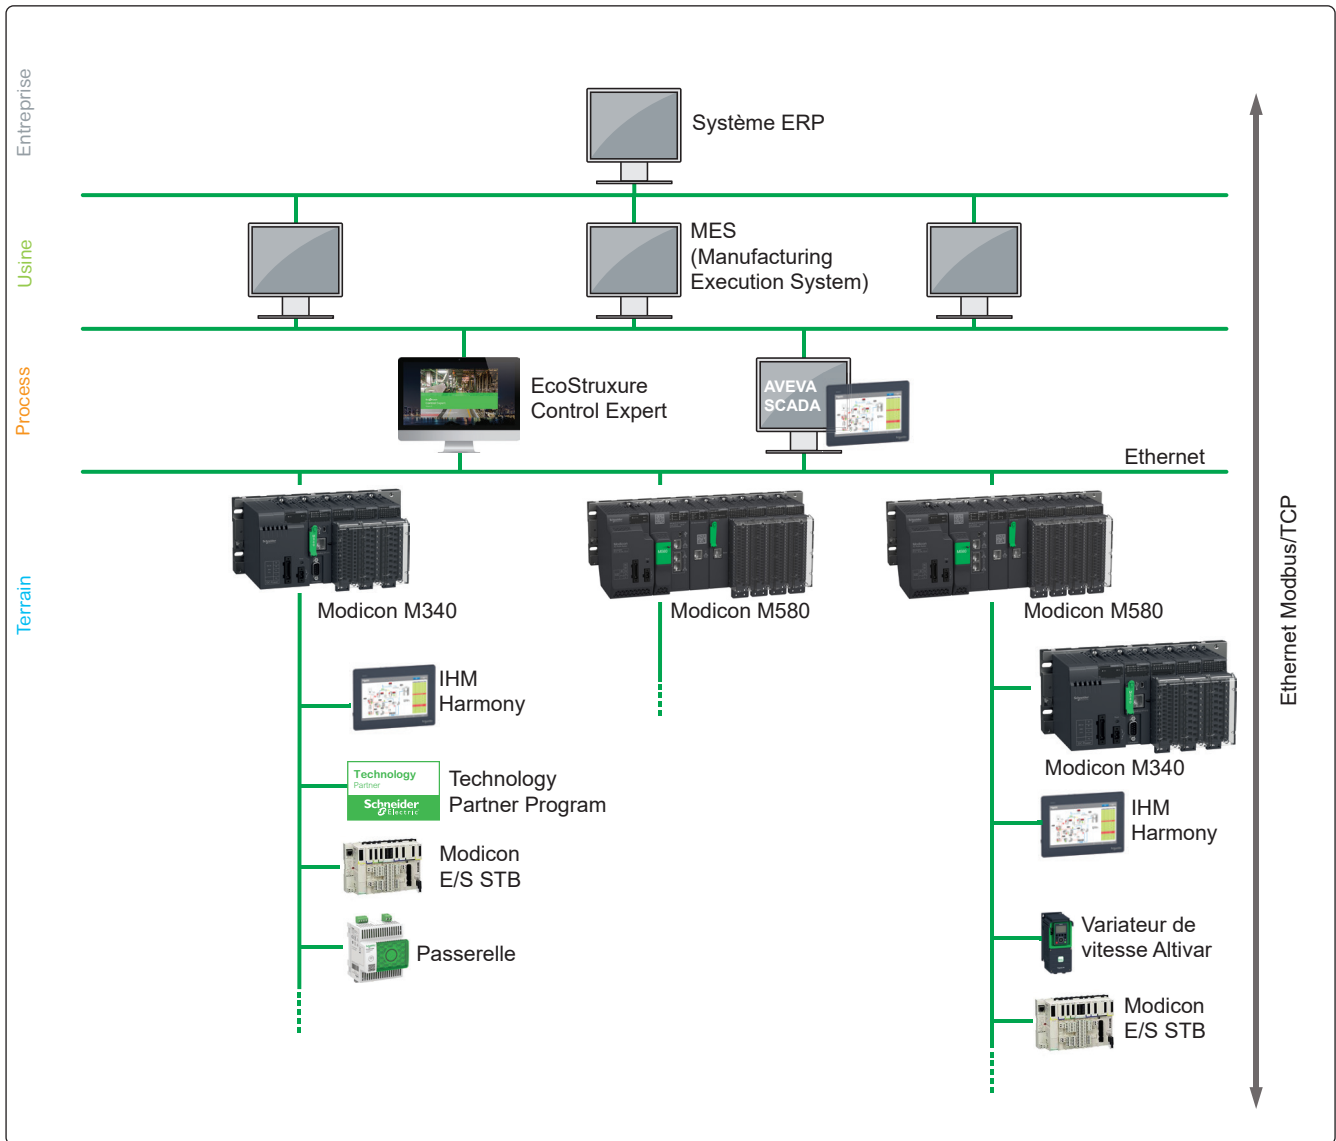 Entreprise
Système ERP
Usine
MES
(Manufacturing
Execution System)
Process
EcoStruxure
Control Expert
AVEVA
SCADA
Ethernet
Ethernet Modbus/TCP
Terrain
Modicon M340
Modicon M580
Modicon M580
IHM
Harmony
Technology
Partner
Schneider
Electric
Technology
Partner Program
Modicon
E/S STB
Passerelle
Modicon M340
IHM
Harmony
Variateur de
vitesse Altivar
Modicon
E/S STB